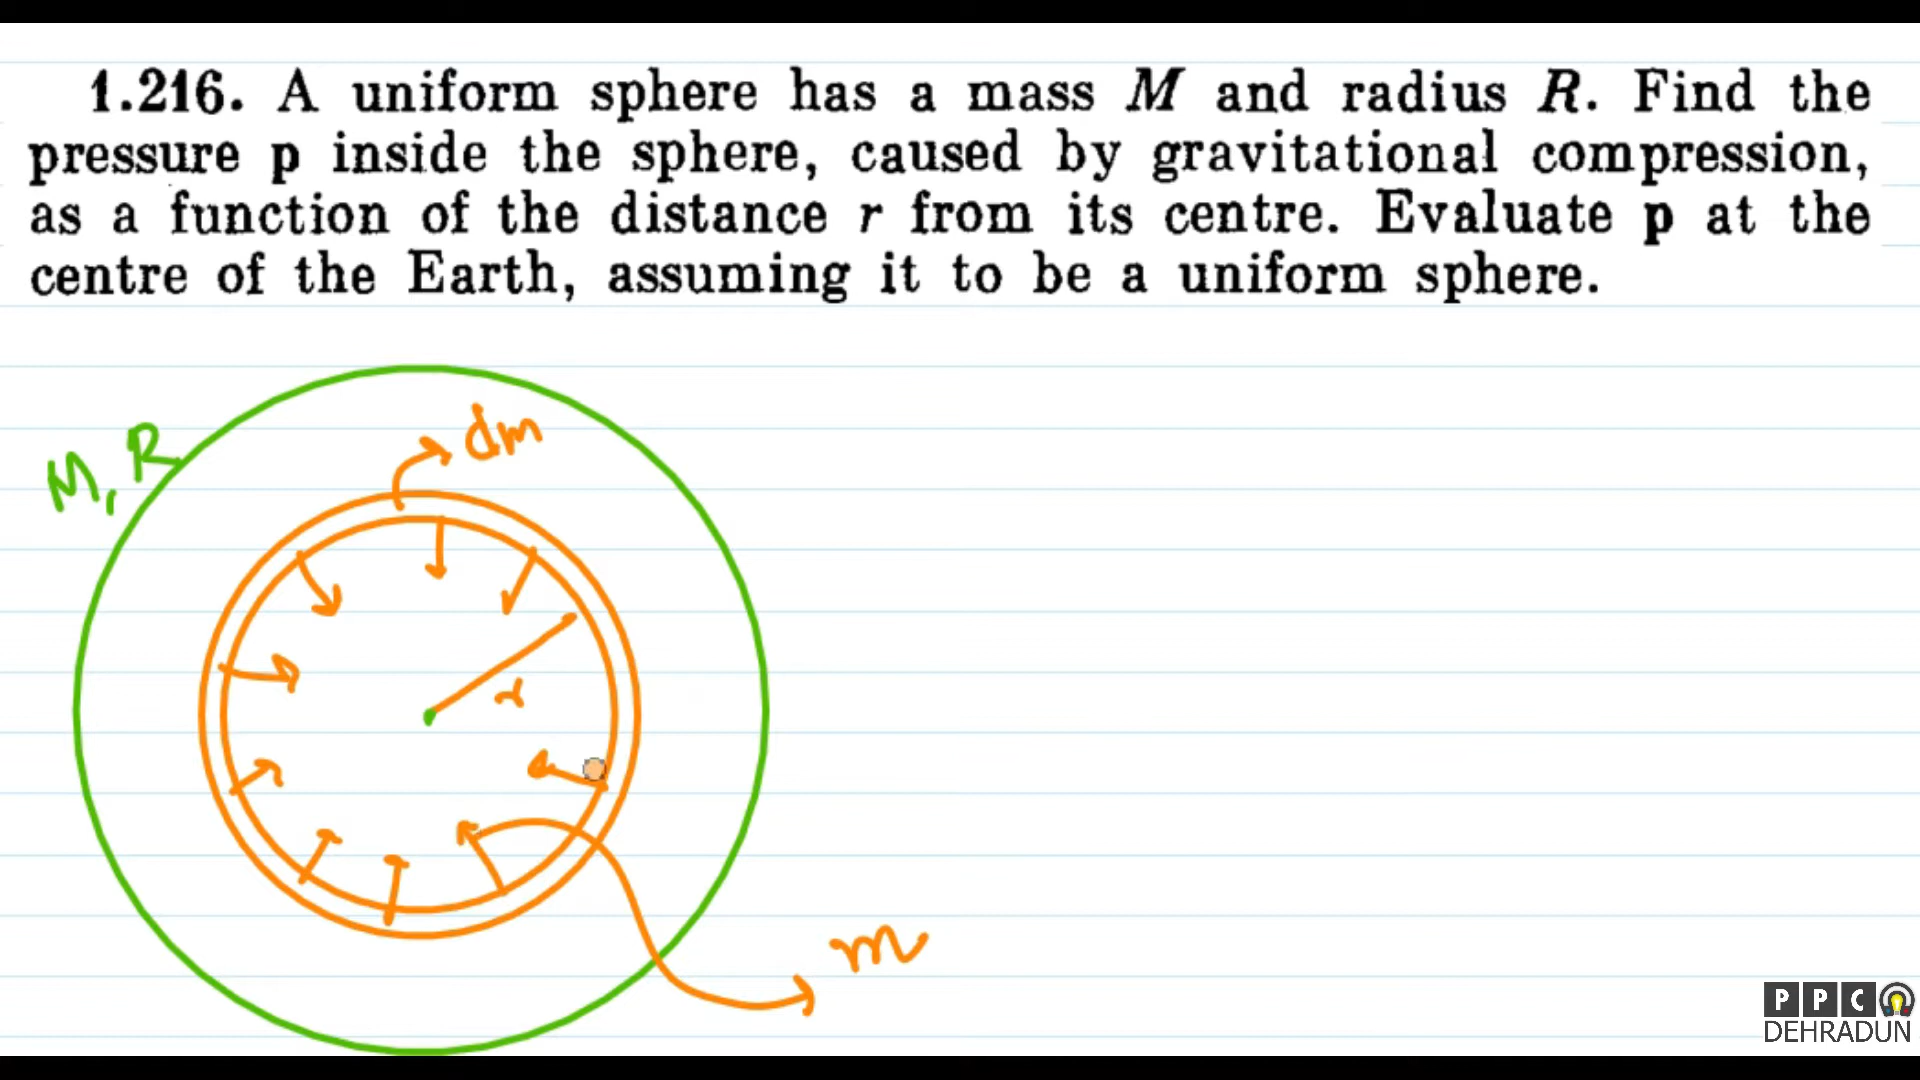 1.216. A uniform sphere has a mass M and radius R. Find the
pressure p inside the sphere, caused by gravitational compression,
as a function of the distance r from its centre. Evaluate p at the
centre of the Earth, assuming it to be a uniform sphere.
dm
M, R
r
m
PPC
DEHRADUN